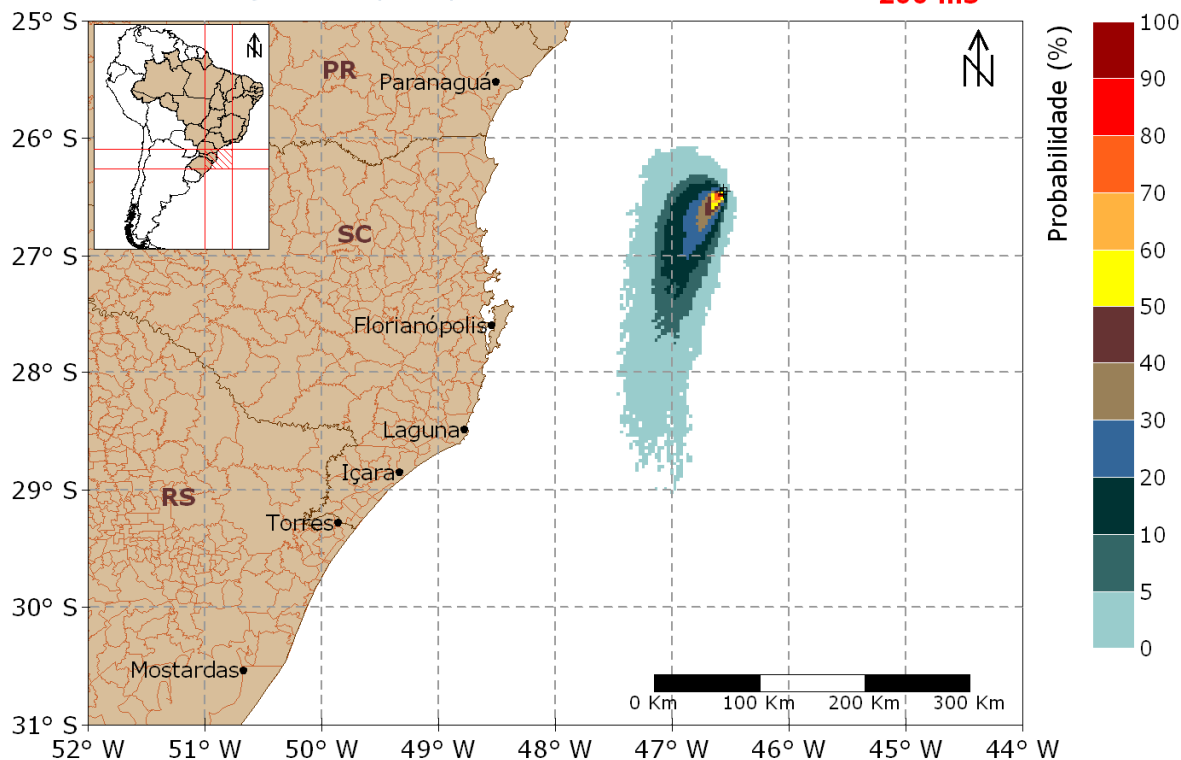 200 m3
25° S
26° S
27° S
28° S
29° S
30° S
31° S
52° W
51° W
50° W
49° W
48° W
47° W
46° W
45° W
44° W
N
N
PR
Paranaguá
SC
Florianópolis
Laguna
Içara
RS
Torres
Mostardas
0 Km
100 Km
200 Km
300 Km
Probabilidade (%)
100
90
80
70
60
50
40
30
20
10
5
0